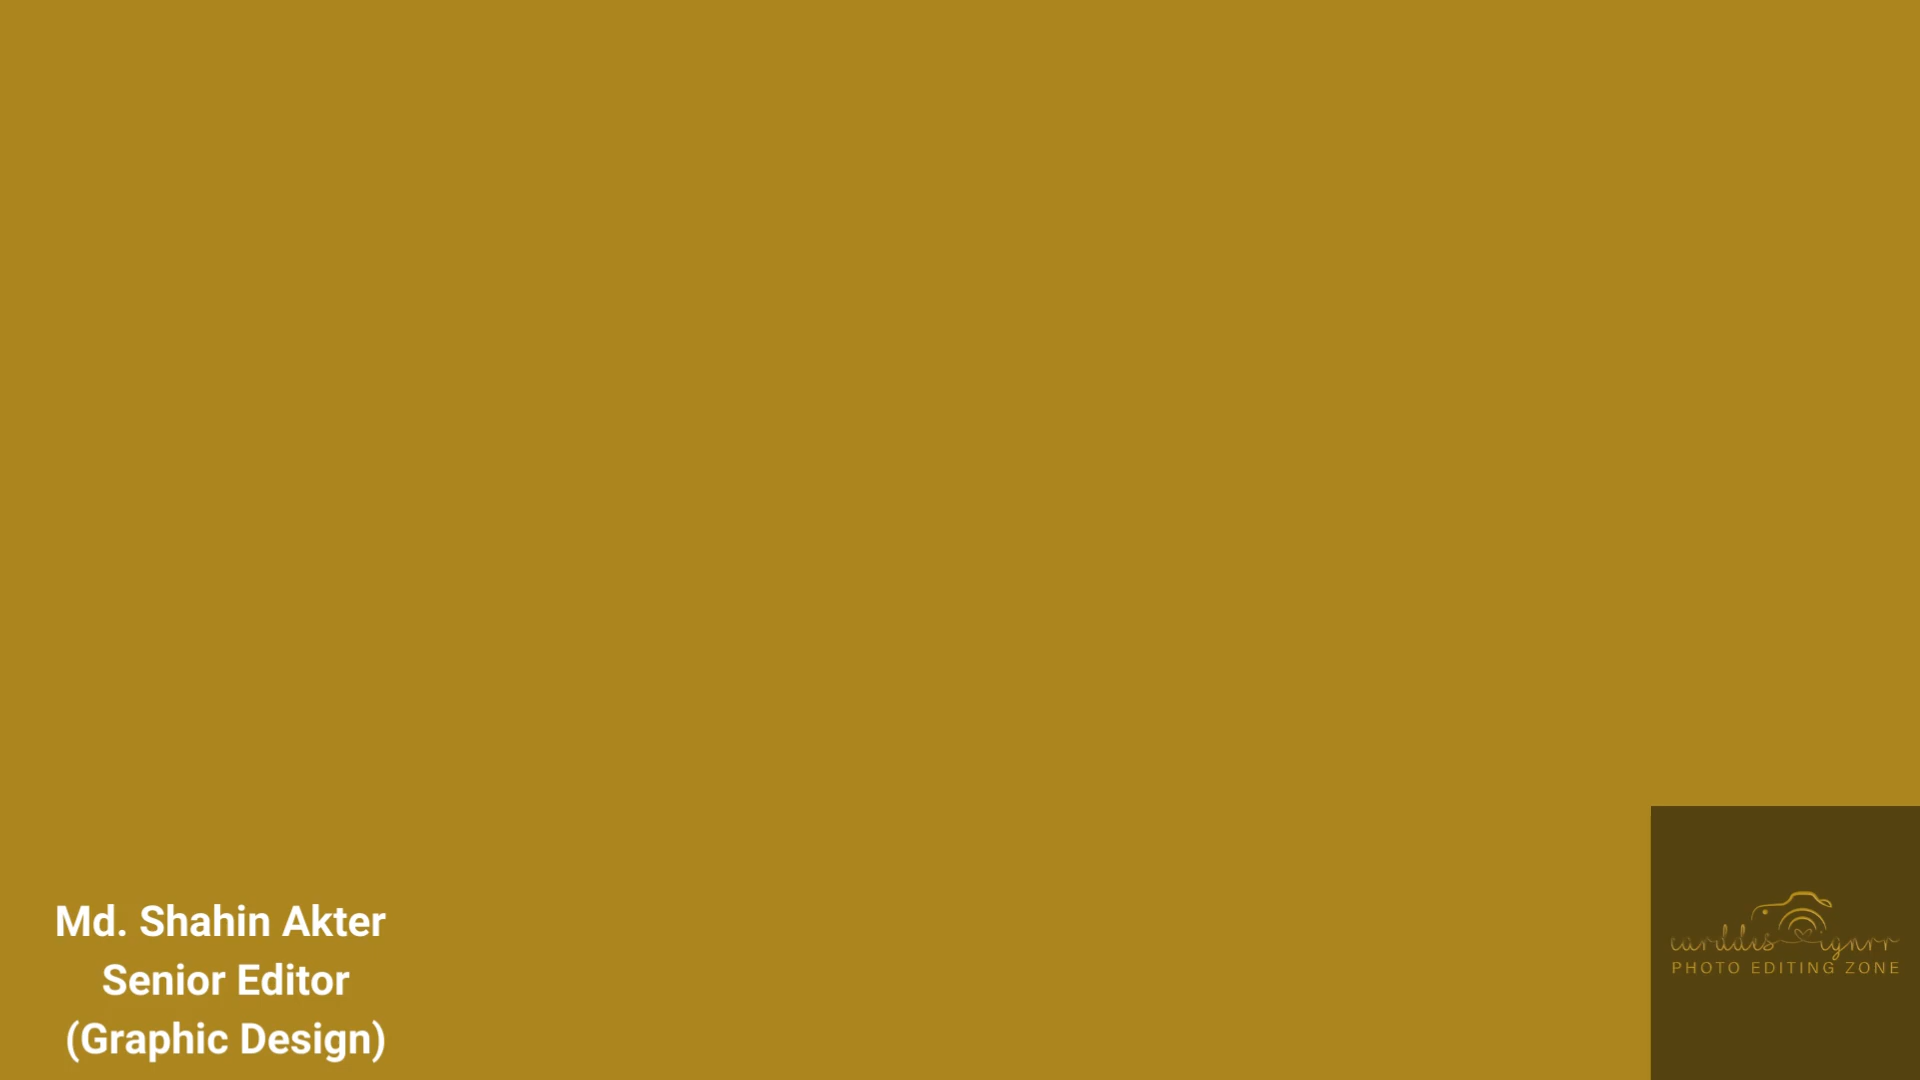 Md. Shahin Akter
Senior Editor
(Graphic Design)
PHOTO EDITING ZONE